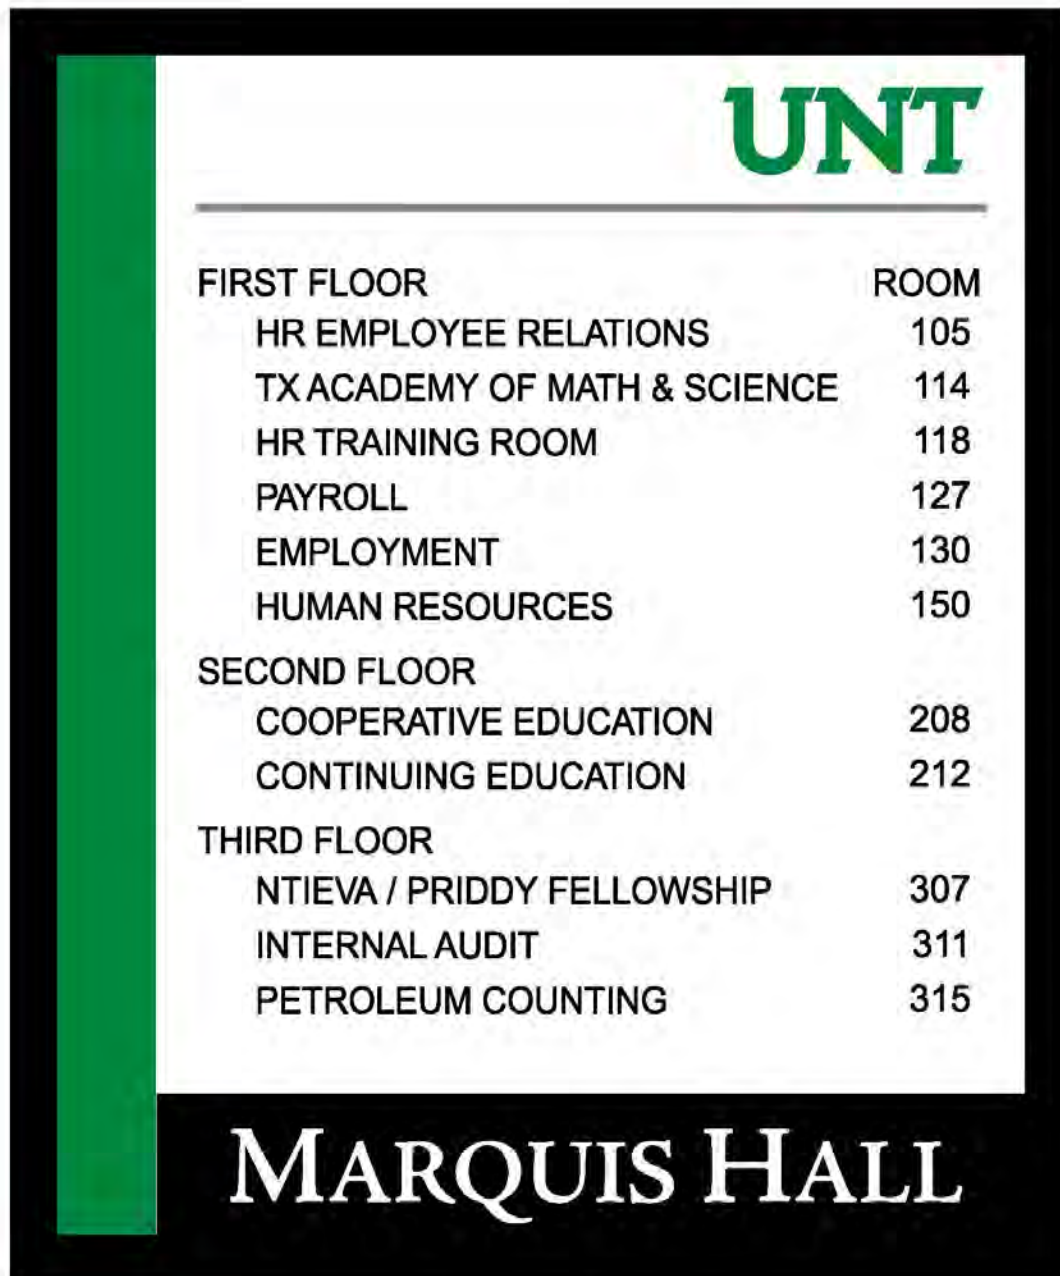 UNT
FIRST FLOOR ROOM
HR EMPLOYEE RELATIONS 105
TX ACADEMY OF MATH & SCIENCE 114
HR TRAINING ROOM 118
PAYROLL 127
EMPLOYMENT 130
HUMAN RESOURCES 150
SECOND FLOOR
COOPERATIVE EDUCATION 208
CONTINUING EDUCATION 212
THIRD FLOOR
NTIEVA / PRIDDY FELLOWSHIP 307
INTERNAL AUDIT 311
PETROLEUM COUNTING 315
MARQUIS HALL